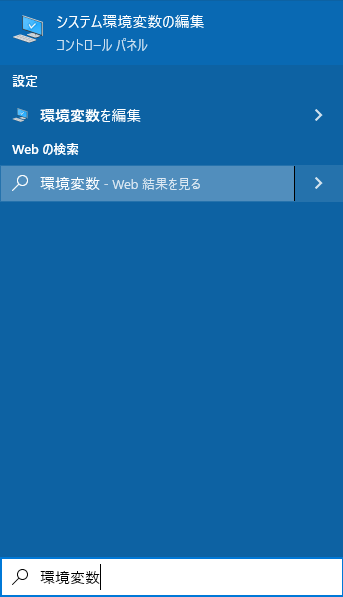 システム環境変数の編集
コントロール パネル
設定
環境変数を編集
Web の検索
環境変数 - Web 結果を見る
環境変数